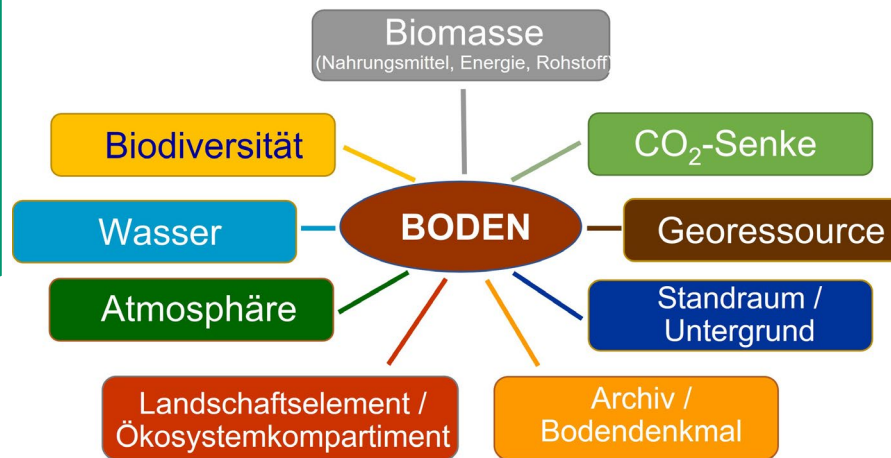 Biomasse
(Nahrungsmittel, Energie, Rohstoff)
Biodiversität
CO₂-Senke
Wasser
BODEN
Georessource
Atmosphäre
Standraum /
Untergrund
Landschaftselement /
Ökosystemkompartiment
Archiv /
Bodendenkmal